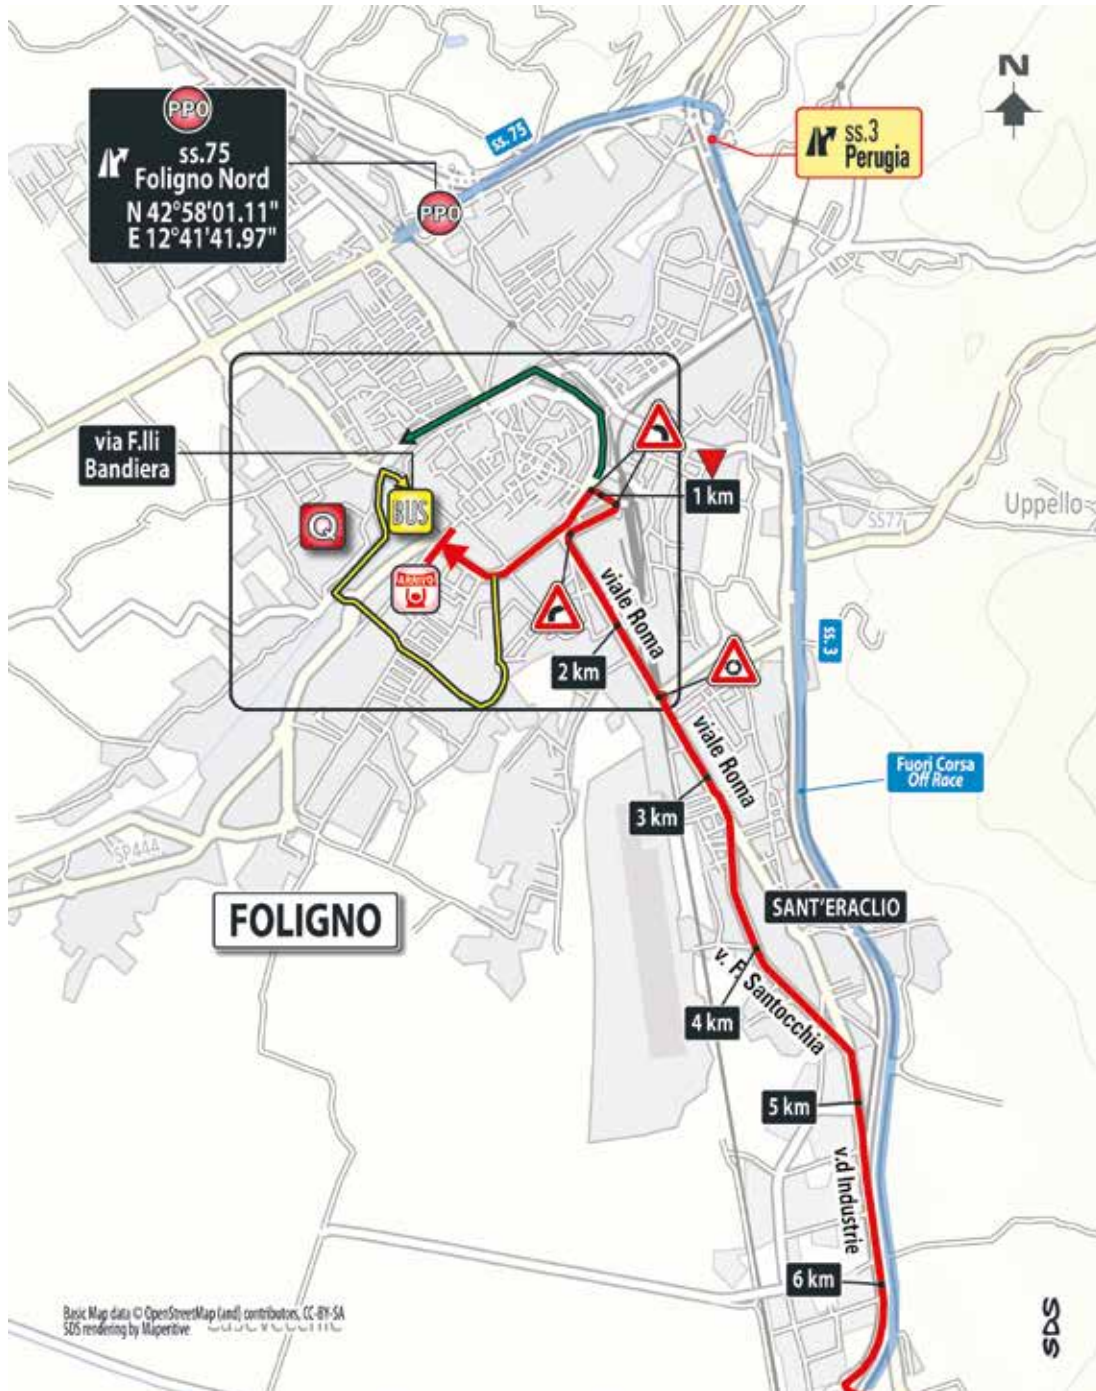 N
PPO
ss.75
Foligno Nord
N 42°58'01.11"
E 12°41'41.97"
ss.75
ss.3
Perugia
PPO
via F.lli
Bandiera
1 km
Uppello
SS77
Q
BUS
ARRIVO
viale Roma
2 km
ss.3
viale Roma
Fuori Corsa
Off Race
3 km
SP444
FOLIGNO
SANT'ERACLIO
v. F. Santocchia
4 km
5 km
v.d Industrie
6 km
Basic Map data © OpenStreetMap (and) contributors, CC-BY-SA
SDS rendering by Maperitive
SDS